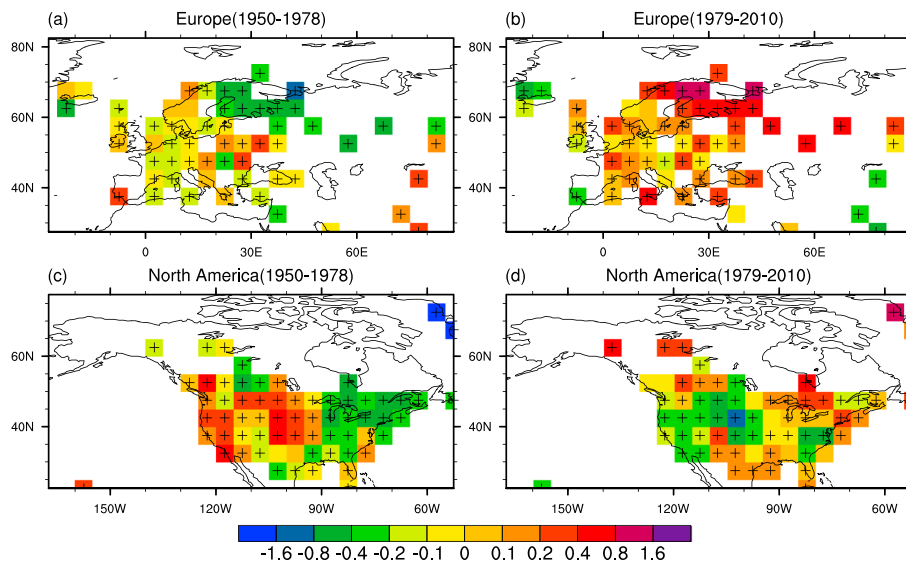 (a) Europe(1950-1978) (b) Europe(1979-2010)
80N 80N
60N 60N
40N 40N
0 30E 60E 0 30E 60E
(c) North America(1950-1978) (d) North America(1979-2010)
60N 60N
40N 40N
150W 120W 90W 60W 150W 120W 90W 60W
-1.6 -0.8 -0.4 -0.2 -0.1 0 0.1 0.2 0.4 0.8 1.6